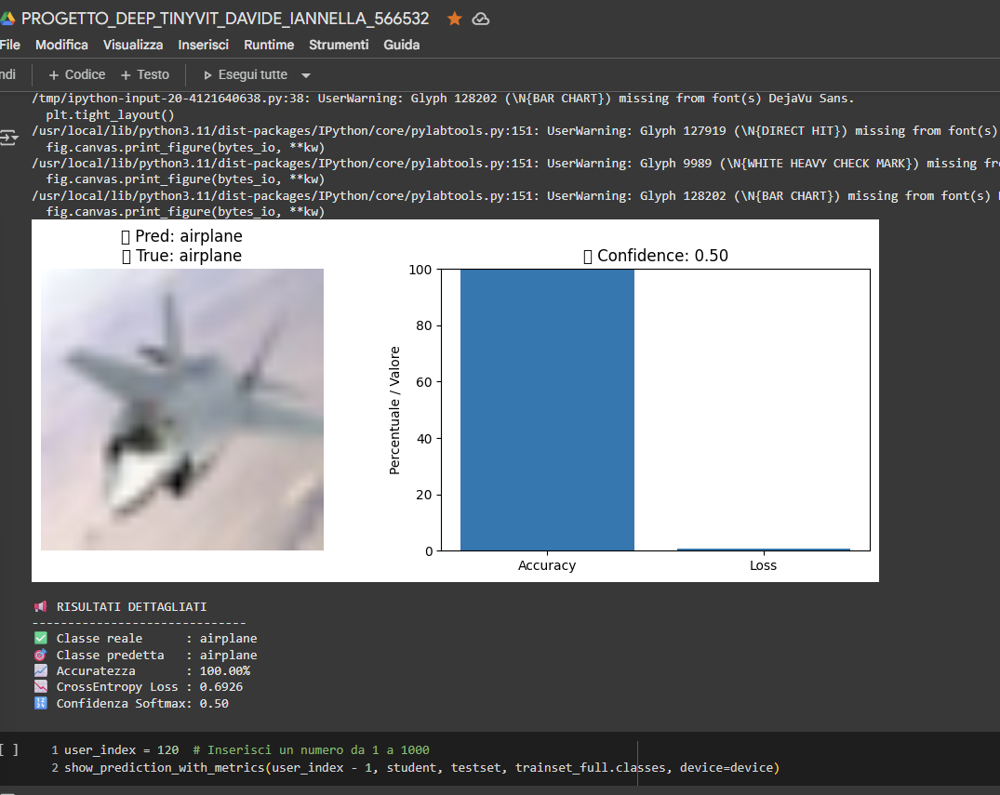 PROGETTO_DEEP_TINYVIT_DAVIDE_IANNELLA_566532
File Modifica Visualizza Inserisci Runtime Strumenti Guida
ndi + Codice + Testo Esegui tutte
/tmp/ipython-input-20-4121640638.py:38: UserWarning: Glyph 128202 (\N{BAR CHART}) missing from font(s) DejaVu Sans.
plt.tight_layout()
/usr/local/lib/python3.11/dist-packages/IPython/core/pylabtools.py:151: UserWarning: Glyph 127919 (\N{DIRECT HIT}) missing from font(s)
fig.canvas.print_figure(bytes_io, **kw)
/usr/local/lib/python3.11/dist-packages/IPython/core/pylabtools.py:151: UserWarning: Glyph 9989 (\N{WHITE HEAVY CHECK MARK}) missing fr
fig.canvas.print_figure(bytes_io, **kw)
/usr/local/lib/python3.11/dist-packages/IPython/core/pylabtools.py:151: UserWarning: Glyph 128202 (\N{BAR CHART}) missing from font(s)
fig.canvas.print_figure(bytes_io, **kw)
Pred: airplane
True: airplane
Confidence: 0.50
100
80
60
40
20
0
Percentuale / Valore
Accuracy Loss
RISULTATI DETTAGLIATI
------------------------------
Classe reale : airplane
Classe predetta : airplane
Accuratezza : 100.00%
CrossEntropy Loss : 0.6926
Confidenza Softmax: 0.50
[ ] 1 user_index = 120 # Inserisci un numero da 1 a 1000
2 show_prediction_with_metrics(user_index - 1, student, testset, trainset_full.classes, device=device)